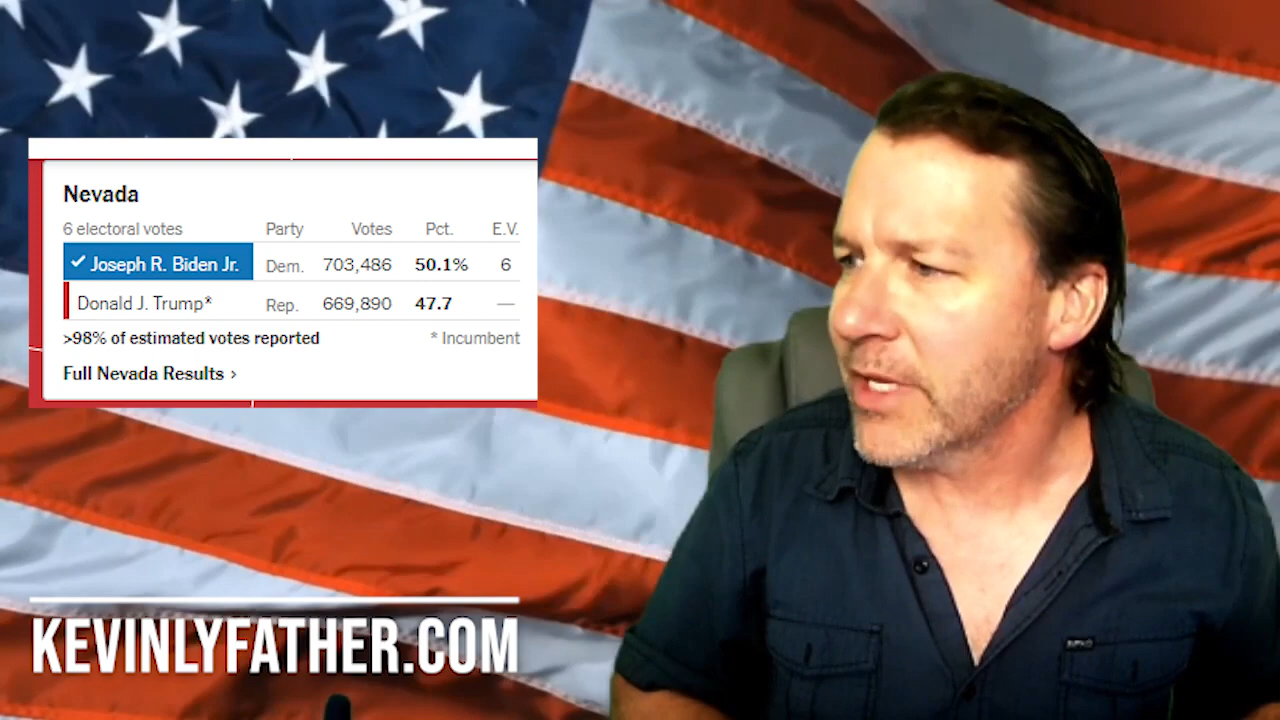 Nevada
6 electoral votes Party Votes Pct. E.V.
✓ Joseph R. Biden Jr. Dem. 703,486 50.1% 6
Donald J. Trump* Rep. 669,890 47.7 —
>98% of estimated votes reported * Incumbent
Full Nevada Results ›
KEVINLYFATHER.COM